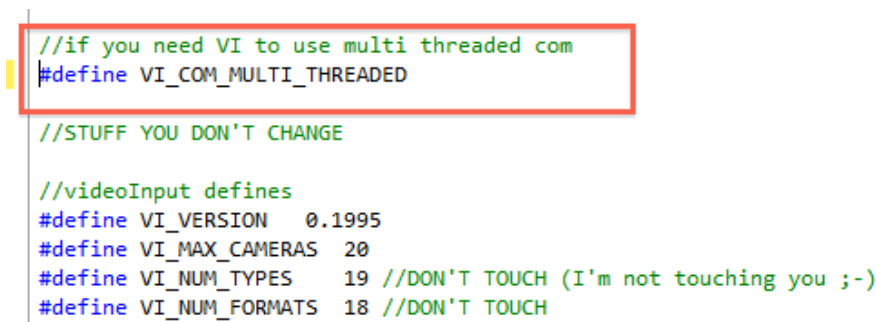 //if you need VI to use multi threaded com
#define VI_COM_MULTI_THREADED
//STUFF YOU DON'T CHANGE
//videoInput defines
#define VI_VERSION   0.1995
#define VI_MAX_CAMERAS  20
#define VI_NUM_TYPES    19 //DON'T TOUCH (I'm not touching you ;-)
#define VI_NUM_FORMATS  18 //DON'T TOUCH